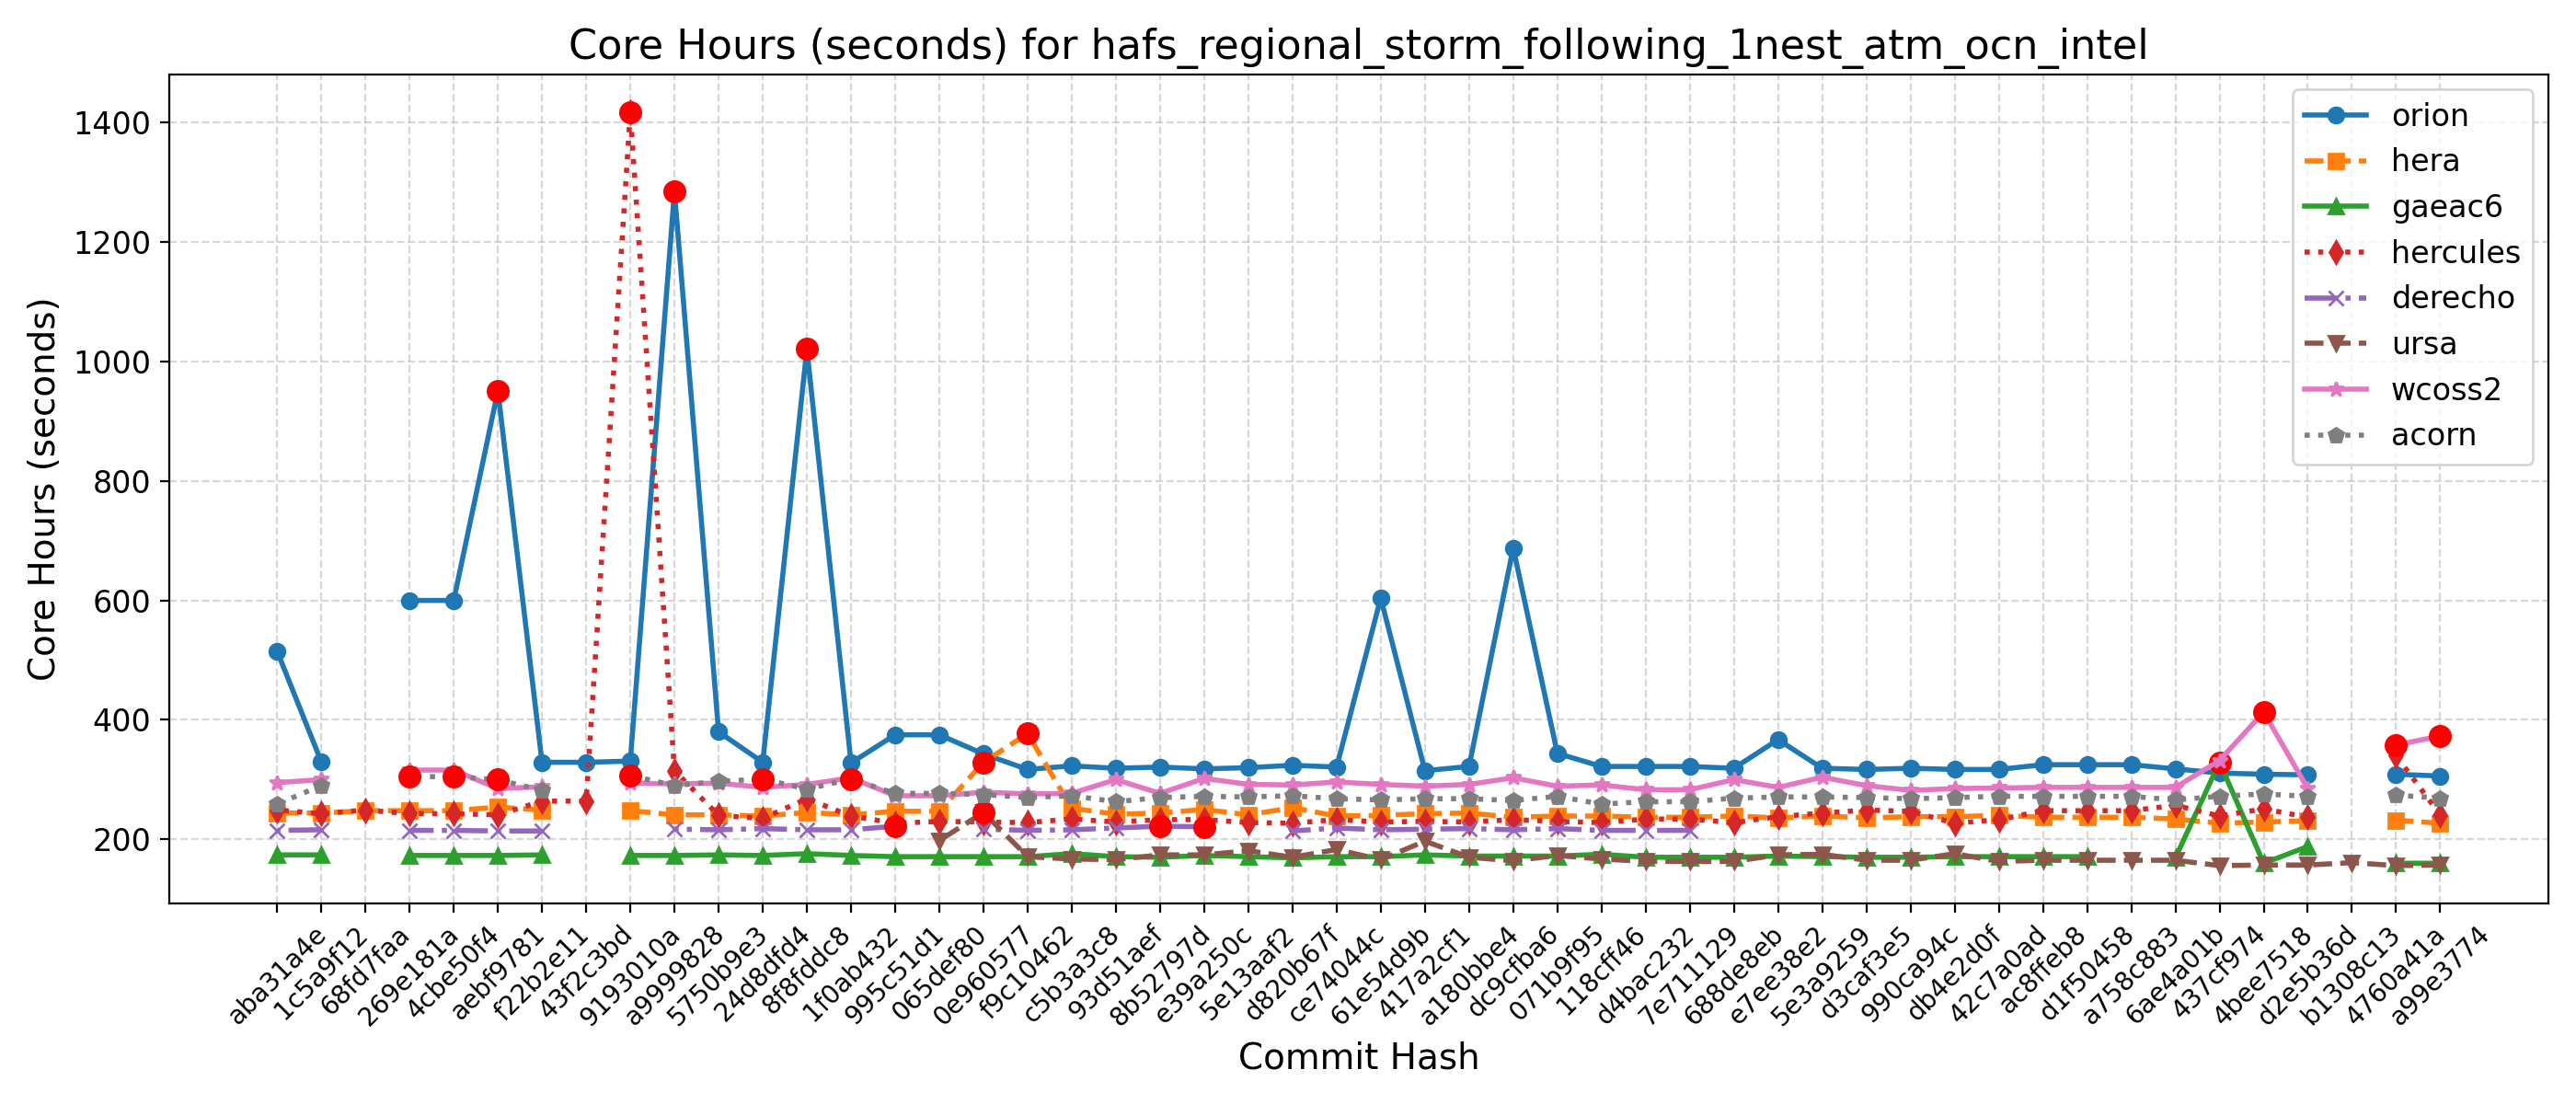 Core Hours (seconds) for hafs_regional_storm_following_1nest_atm_ocn_intel
Core Hours (seconds)
1400
1200
1000
800
600
400
200
orion
hera
gaeac6
hercules
derecho
ursa
wcoss2
acorn
aba31a4e
1c5a9f12
68fd7faa
269e181a
4cbe50f4
aebf9781
f22b2e11
43f2c3bd
9193010a
a9999828
5750b9e3
24d8dfd4
8f8fddc8
1f0ab432
995c51d1
065def80
0e960577
f9c10462
c5b3a3c8
93d51aef
8b52797d
e39a250c
5e13aaf2
d820b67f
ce74044c
61e54d9b
417a2cf1
a180bbe4
dc9cfba6
071b9f95
118cff46
d4bac232
7e711129
688de8eb
e7ee38e2
5e3a9259
d3caf3e5
990ca94c
db4e2d0f
42c7a0ad
ac8ffeb8
d1f50458
a758c883
6ae4a01b
437cf974
4bee7518
d2e5b36d
b1308c13
4760a41a
a99e3774
Commit Hash